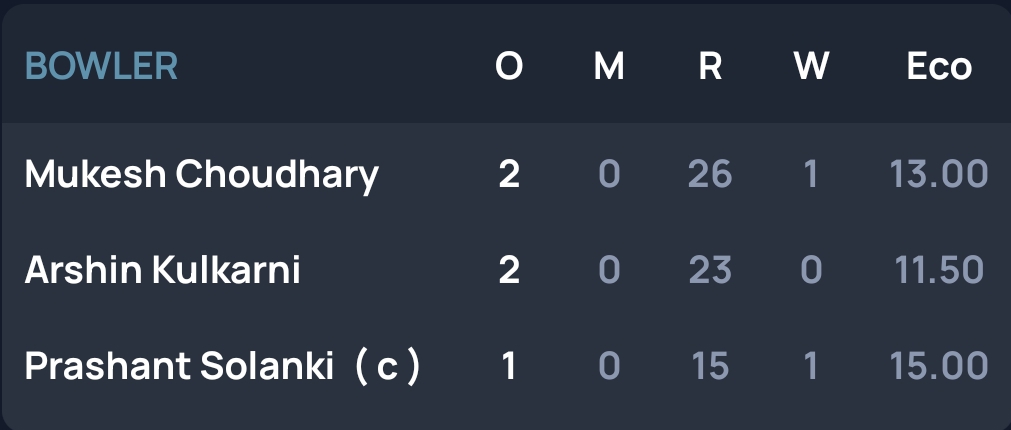 BOWLER O M R W Eco
Mukesh Choudhary 2 0 26 1 13.00
Arshin Kulkarni 2 0 23 0 11.50
Prashant Solanki ( c ) 1 0 15 1 15.00